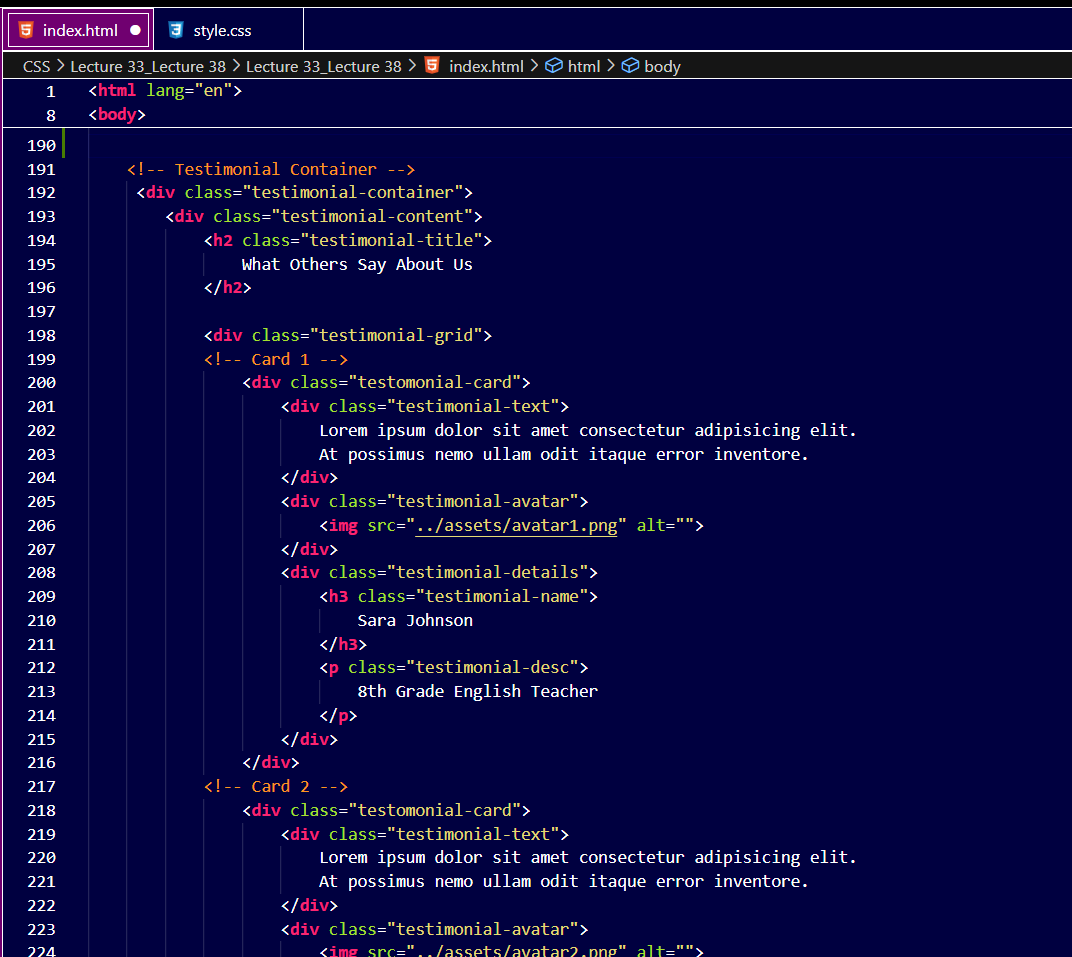 index.html
style.css
CSS > Lecture 33_Lecture 38 > Lecture 33_Lecture 38 > index.html > html > body
1 <html lang="en">
8 <body>
190
191 <!-- Testimonial Container -->
192 <div class="testimonial-container">
193 <div class="testimonial-content">
194 <h2 class="testimonial-title">
195 What Others Say About Us
196 </h2>
197
198 <div class="testimonial-grid">
199 <!-- Card 1 -->
200 <div class="testomonial-card">
201 <div class="testimonial-text">
202 Lorem ipsum dolor sit amet consectetur adipisicing elit.
203 At possimus nemo ullam odit itaque error inventore.
204 </div>
205 <div class="testimonial-avatar">
206 <img src="../assets/avatar1.png" alt="">
207 </div>
208 <div class="testimonial-details">
209 <h3 class="testimonial-name">
210 Sara Johnson
211 </h3>
212 <p class="testimonial-desc">
213 8th Grade English Teacher
214 </p>
215 </div>
216 </div>
217 <!-- Card 2 -->
218 <div class="testomonial-card">
219 <div class="testimonial-text">
220 Lorem ipsum dolor sit amet consectetur adipisicing elit.
221 At possimus nemo ullam odit itaque error inventore.
222 </div>
223 <div class="testimonial-avatar">
224 <img src="../assets/avatar2.png" alt="">